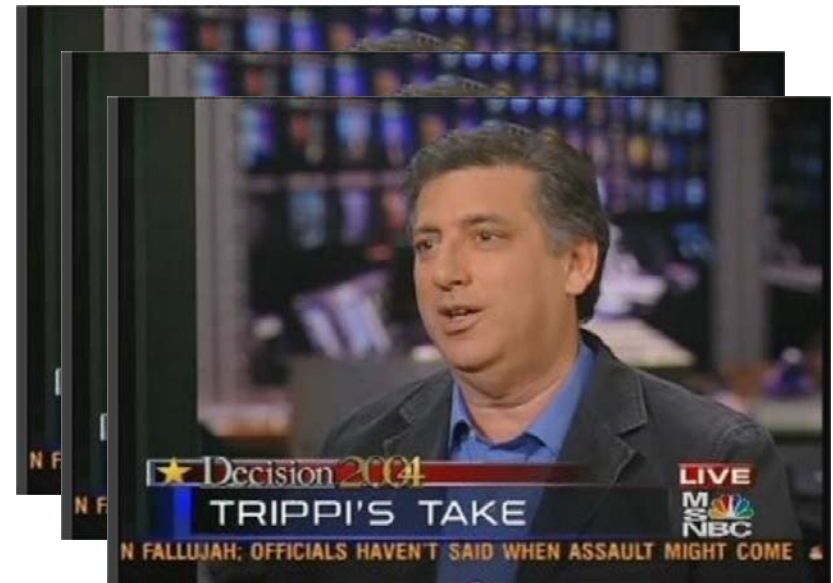 Decision 2004
LIVE
TRIPPI'S TAKE
MSNBC
N FALLUJAH; OFFICIALS HAVEN'T SAID WHEN ASSAULT MIGHT COME
N F
N F